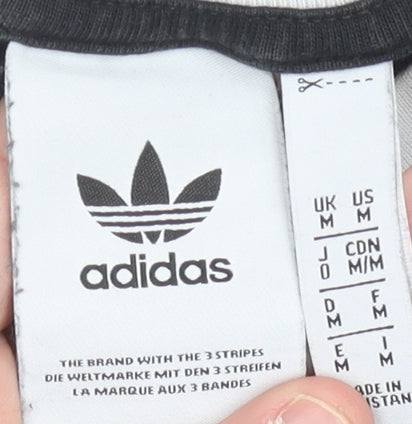 adidas
THE BRAND WITH THE 3 STRIPES
DIE WELTMARKE MIT DEN 3 STREIFEN
LA MARQUE AUX 3 BANDES
UK US
M M
J CDN
O M/M
D F
M M
E I
M M
IN